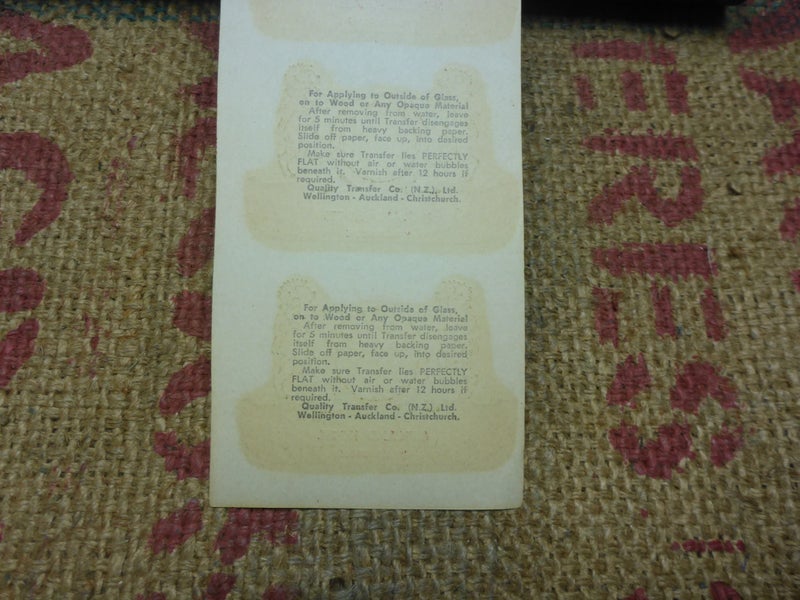 For Applying to Outside of Glass,
on to Wood or Any Opaque Material
After removing from water, leave
for 5 minutes until Transfer disengages
itself from heavy backing paper.
Slide off paper, face up, into desired
position.
Make sure Transfer lies PERFECTLY
FLAT without air or water bubbles
beneath it. Varnish after 12 hours if
required.
Quality Transfer Co. (N.Z.), Ltd.
Wellington - Auckland - Christchurch.
For Applying to Outside of Glass,
on to Wood or Any Opaque Material
After removing from water, leave
for 5 minutes until Transfer disengages
itself from heavy backing paper.
Slide off paper, face up, into desired
position.
Make sure Transfer lies PERFECTLY
FLAT without air or water bubbles
beneath it. Varnish after 12 hours if
required.
Quality Transfer Co. (N.Z.) Ltd.
Wellington - Auckland - Christchurch.